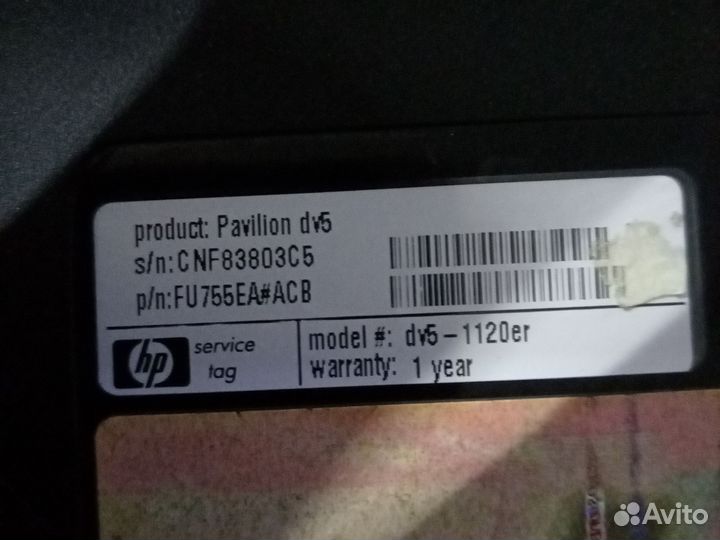 product: Pavilion dv5
s/n:CNF83803C5
p/n:FU755EA#ACB
hp
service
tag
model #: dv5-1120er
warranty: 1 year
Avito